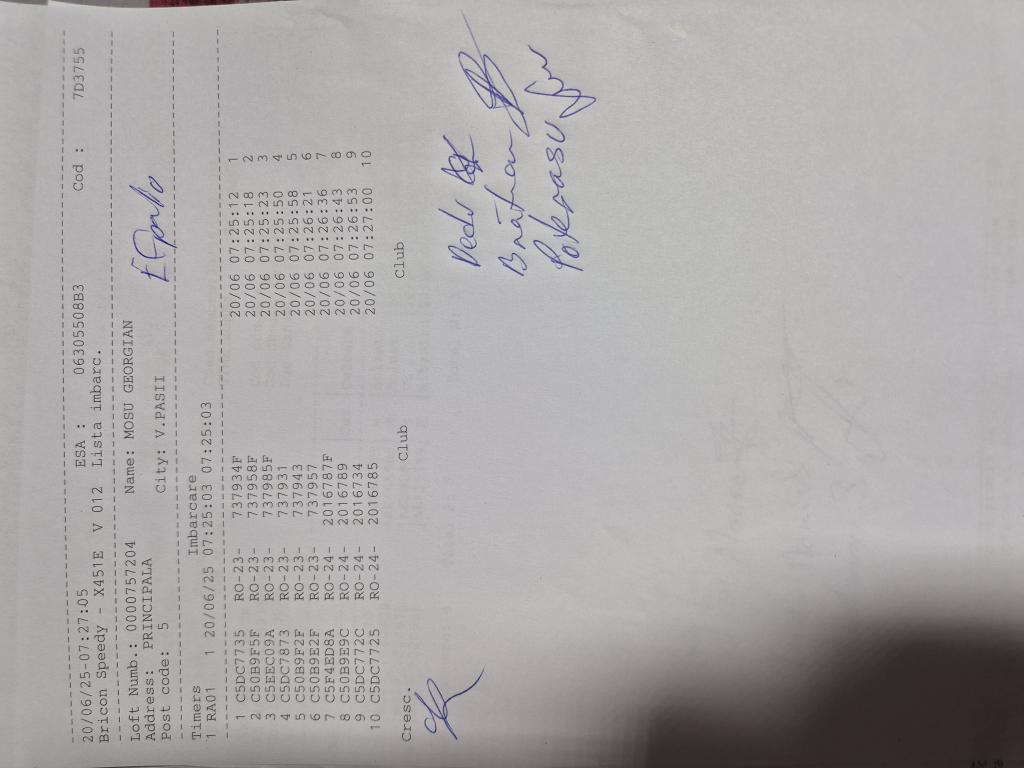 20/06/25-07:27:05 ESA : 06305508B3 Cod : 7D3755
Bricon Speedy - X451E V 012 Lista imbarc.
Loft Numb.: 0000757204 Name: MOSU GEORGIAN
Address: PRINCIPALA
Post code: 5 City: V.PASII
Timers Imbarcare
1 RA01 1 20/06/25 07:25:03 07:25:03
1 C5DC7735 RO-23- 737934F 20/06 07:25:12 1
2 C50B9F5F RO-23- 737958F 20/06 07:25:18 2
3 C5EEC09A RO-23- 737985F 20/06 07:25:23 3
4 C5DC7873 RO-23- 737931 20/06 07:25:50 4
5 C50B9F2F RO-23- 737943 20/06 07:25:58 5
6 C50B9E2F RO-23- 737957 20/06 07:26:21 6
7 C5F4ED8A RO-24- 2016787F 20/06 07:26:36 7
8 C50B9E9C RO-24- 2016789 20/06 07:26:43 8
9 C5DC772C RO-24- 2016734 20/06 07:26:53 9
10 C5DC7725 RO-24- 2016785 20/06 07:27:00 10
Cresc. Club Club